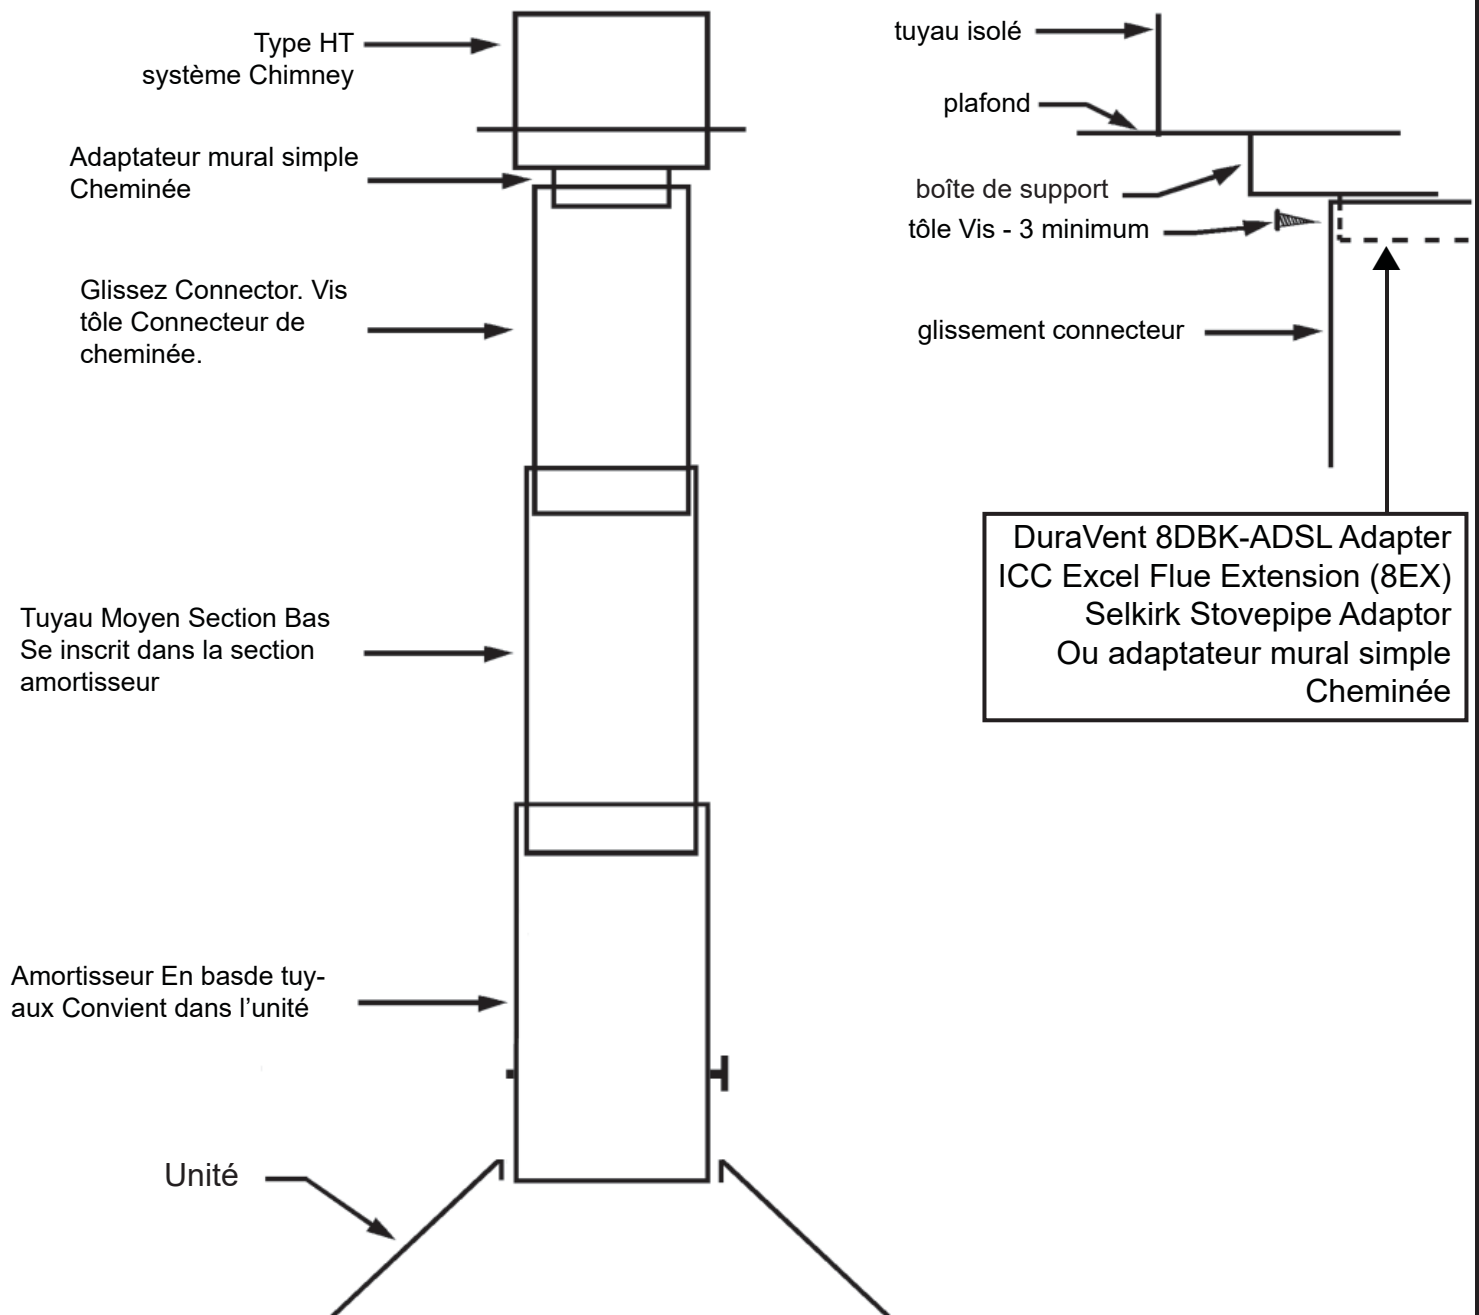 Type HT
système Chimney
Adaptateur mural simple
Cheminée
Glissez Connector. Vis
tôle Connecteur de
cheminée.
Tuyau Moyen Section Bas
Se inscrit dans la section
amortisseur
Amortisseur En basde tuy-
aux Convient dans l’unité
Unité
tuyau isolé
plafond
boîte de support
tôle Vis - 3 minimum
glissement connecteur
DuraVent 8DBK-ADSL Adapter
ICC Excel Flue Extension (8EX)
Selkirk Stovepipe Adaptor
Ou adaptateur mural simple
Cheminée